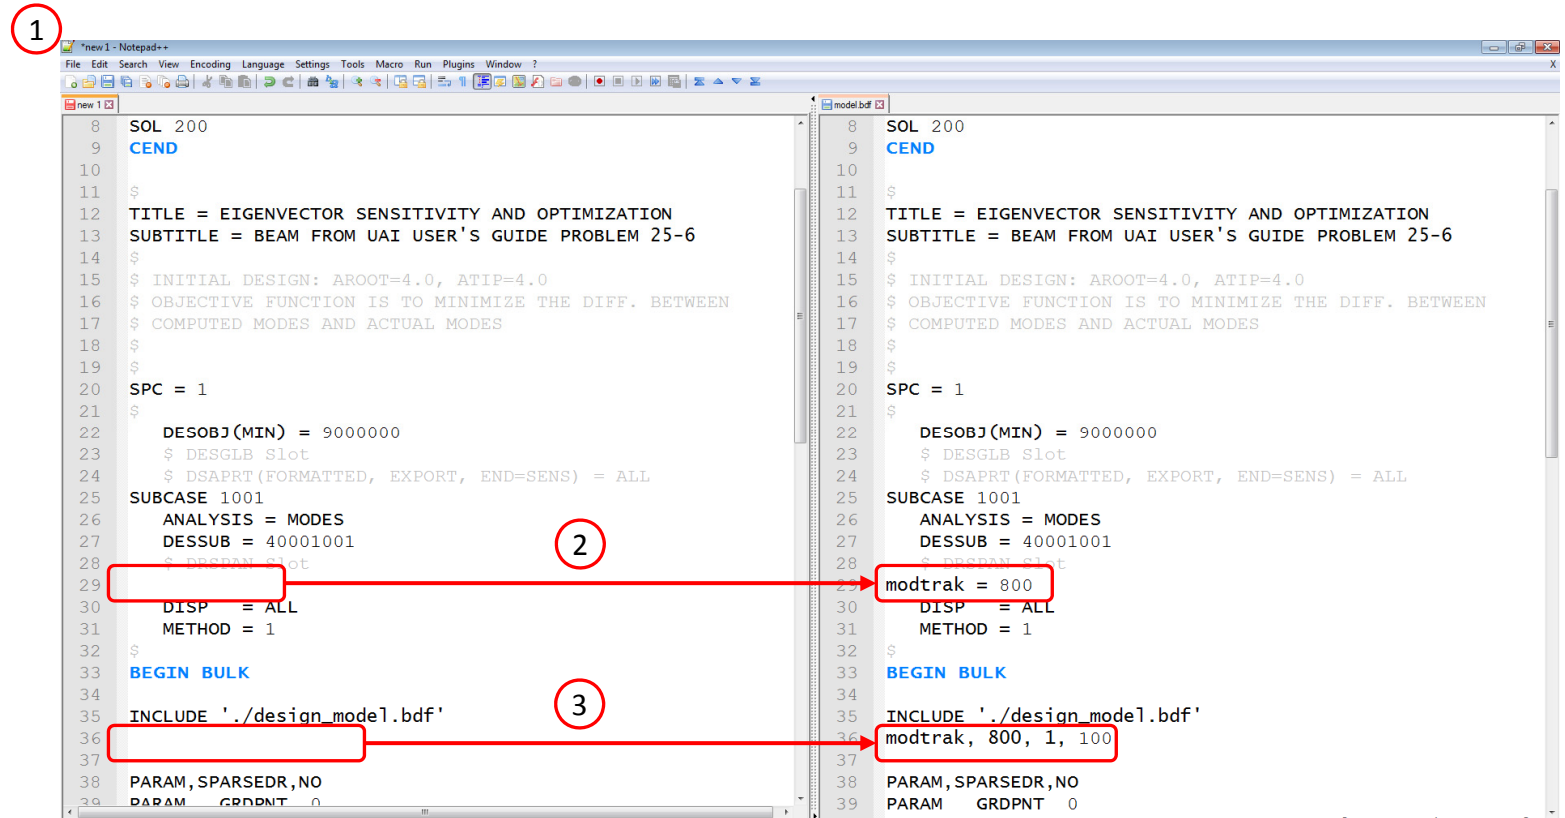 1
*new 1 - Notepad++
File Edit Search View Encoding Language Settings Tools Macro Run Plugins Window ? X
new 1
8 SOL 200
9 CEND
10
11 $
12 TITLE = EIGENVECTOR SENSITIVITY AND OPTIMIZATION
13 SUBTITLE = BEAM FROM UAI USER'S GUIDE PROBLEM 25-6
14 $
15 $ INITIAL DESIGN: AROOT=4.0, ATIP=4.0
16 $ OBJECTIVE FUNCTION IS TO MINIMIZE THE DIFF. BETWEEN
17 $ COMPUTED MODES AND ACTUAL MODES
18 $
19 $
20 SPC = 1
21 $
22 DESOBJ(MIN) = 9000000
23 $ DESGLB Slot
24 $ DSAPRT(FORMATTED, EXPORT, END=SENS) = ALL
25 SUBCASE 1001
26 ANALYSIS = MODES
27 DESSUB = 40001001
28 $ DRSPAN Slot
29
30 DISP = ALL
31 METHOD = 1
32 $
33 BEGIN BULK
34
35 INCLUDE './design_model.bdf'
36
37
38 PARAM,SPARSEDR,NO
39 PARAM GRDPNT 0
2
3
model.bdf
8 SOL 200
9 CEND
10
11 $
12 TITLE = EIGENVECTOR SENSITIVITY AND OPTIMIZATION
13 SUBTITLE = BEAM FROM UAI USER'S GUIDE PROBLEM 25-6
14 $
15 $ INITIAL DESIGN: AROOT=4.0, ATIP=4.0
16 $ OBJECTIVE FUNCTION IS TO MINIMIZE THE DIFF. BETWEEN
17 $ COMPUTED MODES AND ACTUAL MODES
18 $
19 $
20 SPC = 1
21 $
22 DESOBJ(MIN) = 9000000
23 $ DESGLB Slot
24 $ DSAPRT(FORMATTED, EXPORT, END=SENS) = ALL
25 SUBCASE 1001
26 ANALYSIS = MODES
27 DESSUB = 40001001
28 $ DRSPAN Slot
29 modtrak = 800
30 DISP = ALL
31 METHOD = 1
32 $
33 BEGIN BULK
34
35 INCLUDE './design_model.bdf'
36 modtrak, 800, 1, 100
37
38 PARAM,SPARSEDR,NO
39 PARAM GRDPNT 0